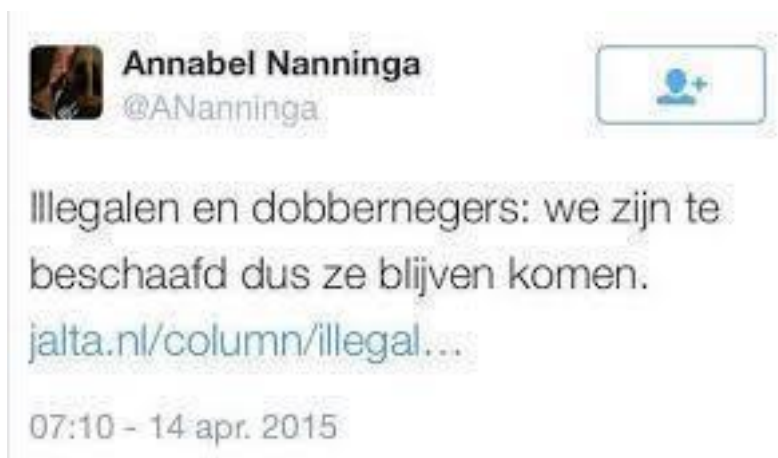 Annabel Nanninga
@ANanninga
Illegalen en dobbernegers: we zijn te
beschaafd dus ze blijven komen.
jalta.nl/column/illegal...
07:10 - 14 apr. 2015